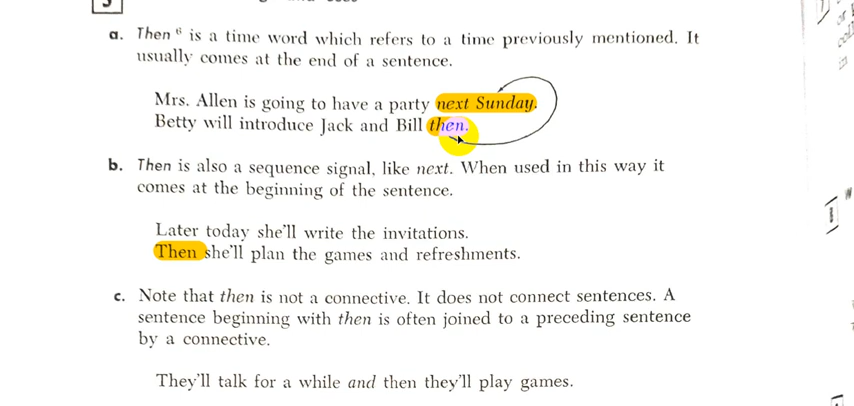 a. Then 6 is a time word which refers to a time previously mentioned. It
usually comes at the end of a sentence.
Mrs. Allen is going to have a party next Sunday.
Betty will introduce Jack and Bill then.
b. Then is also a sequence signal, like next. When used in this way it
comes at the beginning of the sentence.
Later today she'll write the invitations.
Then she'll plan the games and refreshments.
c. Note that then is not a connective. It does not connect sentences. A
sentence beginning with then is often joined to a preceding sentence
by a connective.
They'll talk for a while and then they'll play games.